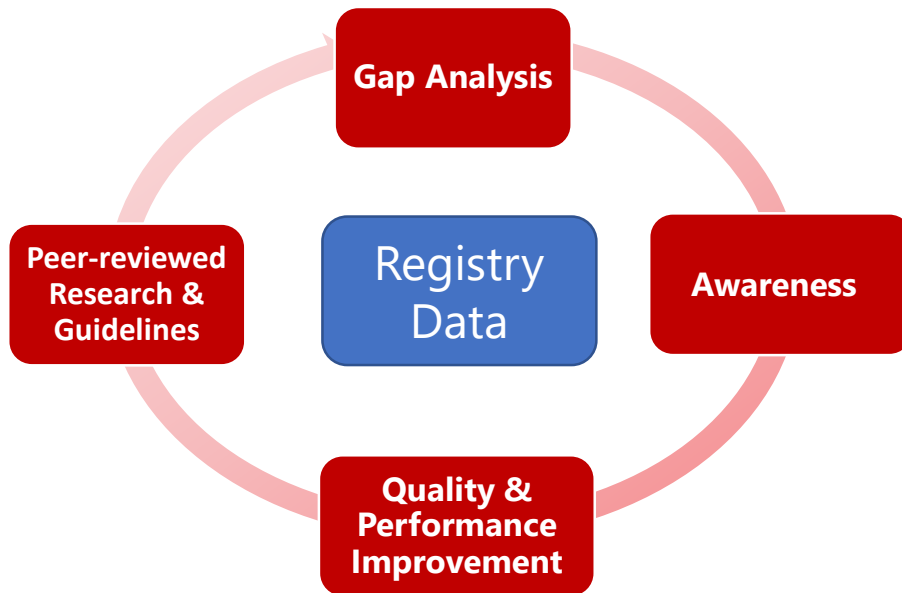 Gap Analysis
Peer-reviewed
Research &
Guidelines
Registry
Data
Awareness
Quality &
Performance
Improvement